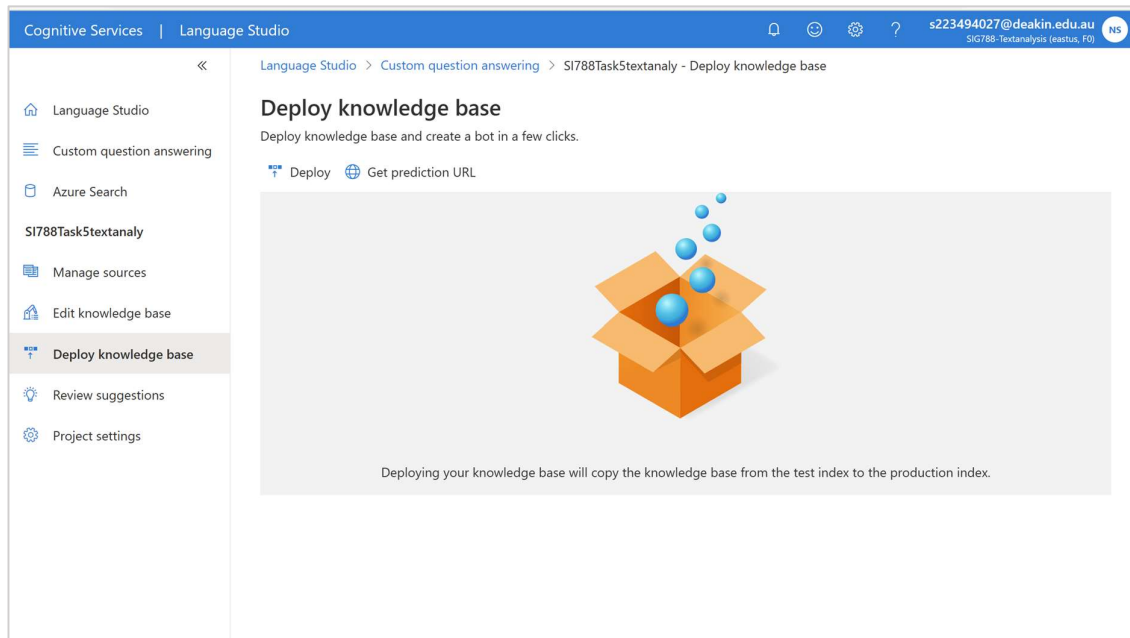 Cognitive Services | Language Studio
s223494027@deakin.edu.au
SIG788-Textanalysis (eastus, F0)
NS
Language Studio > Custom question answering > SI788Task5textanaly - Deploy knowledge base
Language Studio
Custom question answering
Azure Search
SI788Task5textanaly
Manage sources
Edit knowledge base
Deploy knowledge base
Review suggestions
Project settings
Deploy knowledge base
Deploy knowledge base and create a bot in a few clicks.
Deploy Get prediction URL
Deploying your knowledge base will copy the knowledge base from the test index to the production index.